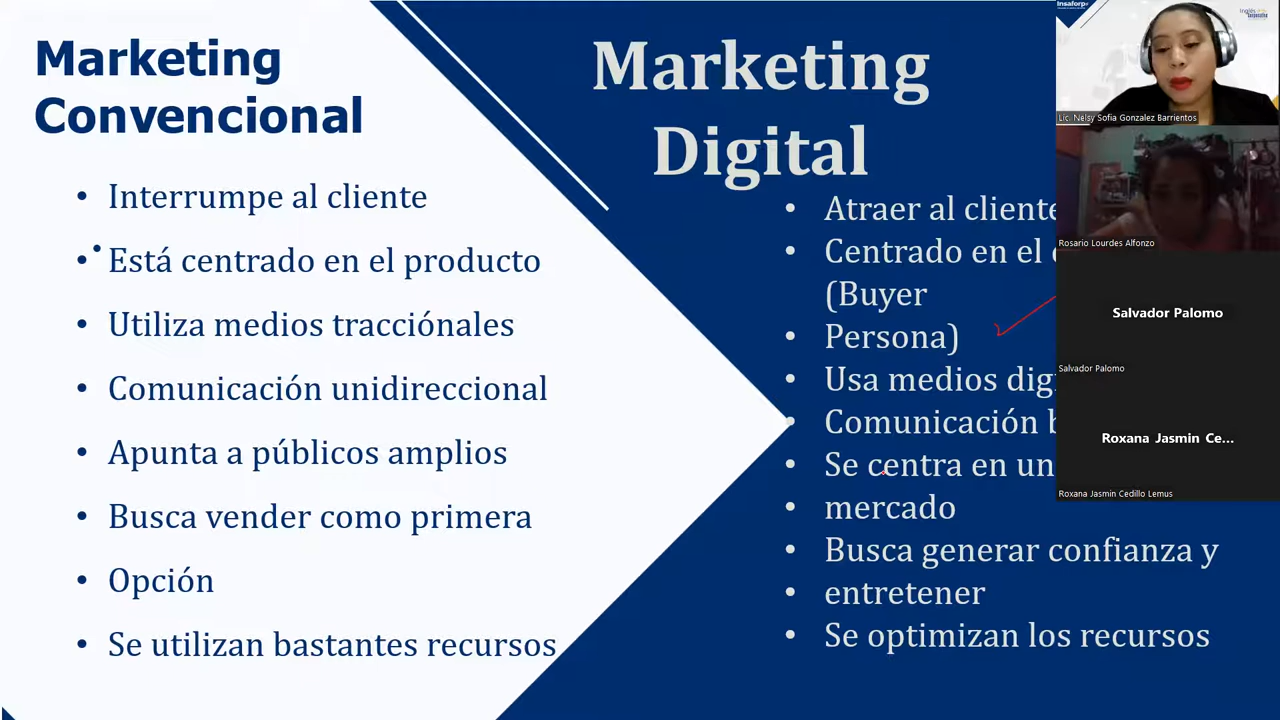 Marketing
Convencional
• Interrumpe al cliente
• Está centrado en el producto
• Utiliza medios tracciónales
• Comunicación unidireccional
• Apunta a públicos amplios
• Busca vender como primera
• Opción
• Se utilizan bastantes recursos
Marketing
Digital
• Atraer al cliente
• Centrado en el
(Buyer
• Persona)
• Usa medios
• Comunicación
• Se centra en un
• mercado
• Busca generar confianza y
• entretener
• Se optimizan los recursos
Insaforp
Lic. Nelsy Sofia Gonzalez Barrientos
Rosario Lourdes Alfonzo
Salvador Palomo
Salvador Palomo
Roxana Jasmin Ce...
Roxana Jasmin Cedillo Lemus